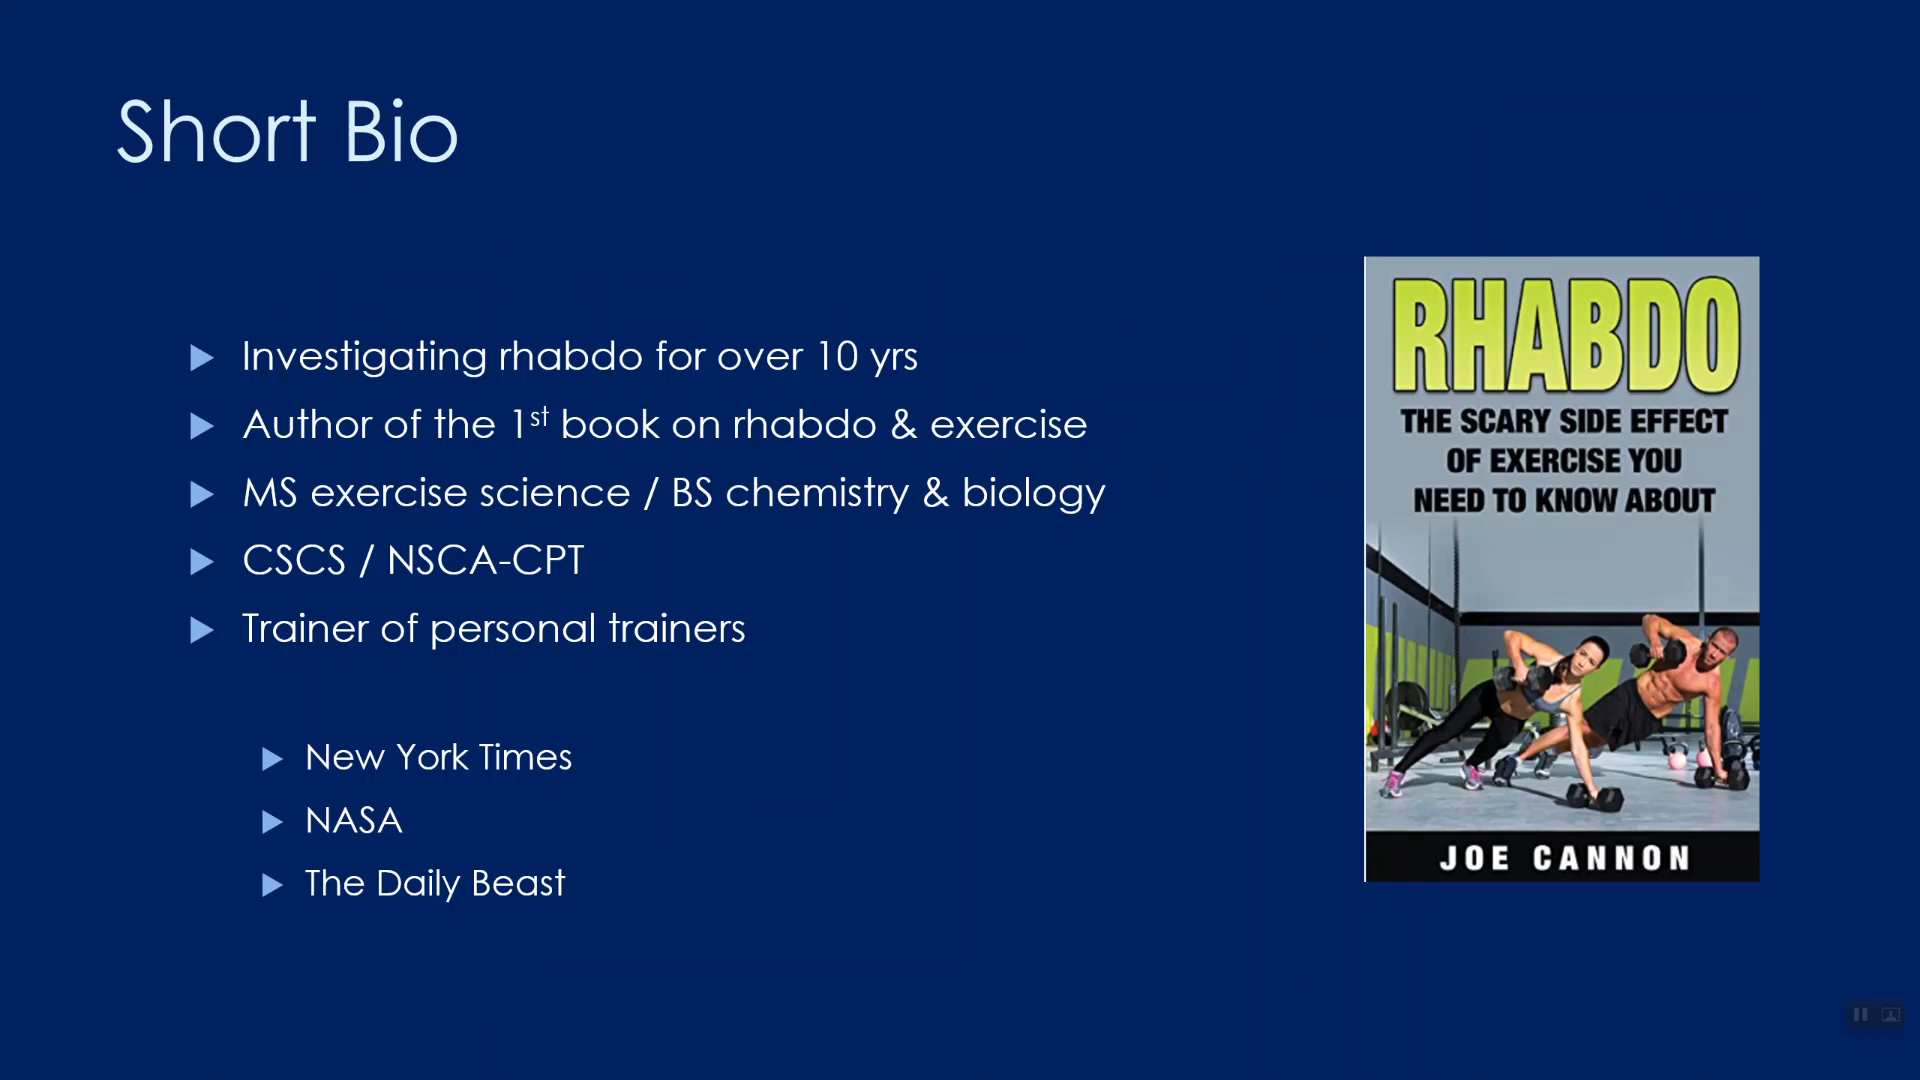 Short Bio
Investigating rhabdo for over 10 yrs
Author of the 1st book on rhabdo & exercise
MS exercise science / BS chemistry & biology
CSCS / NSCA-CPT
Trainer of personal trainers
New York Times
NASA
The Daily Beast
RHABDO
THE SCARY SIDE EFFECT
OF EXERCISE YOU
NEED TO KNOW ABOUT
JOE CANNON